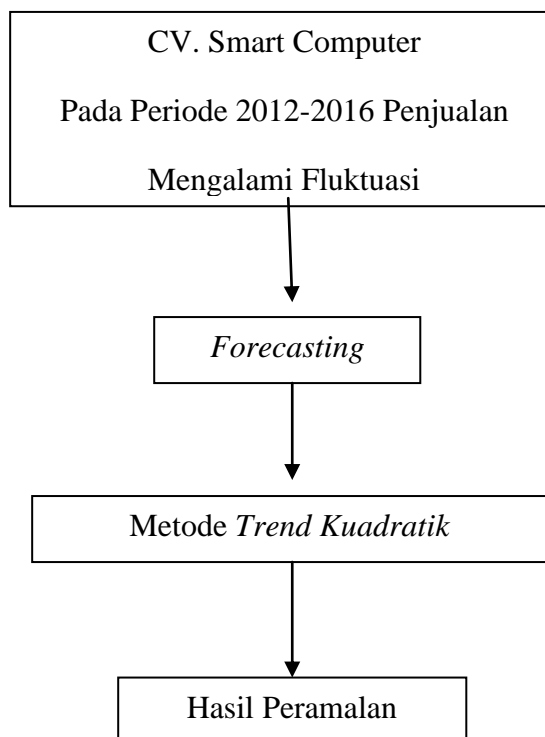 CV. Smart Computer
Pada Periode 2012-2016 Penjualan
Mengalami Fluktuasi
Forecasting
Metode Trend Kuadratik
Hasil Peramalan